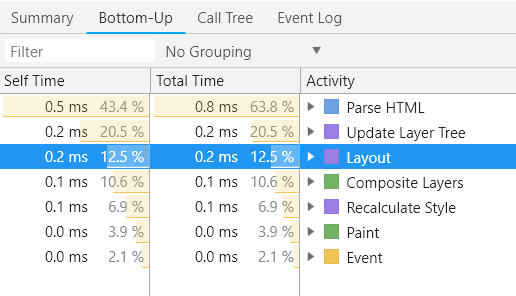 Summary Bottom-Up Call Tree Event Log
Filter No Grouping
Self Time Total Time Activity
0.5 ms 43.4 % 0.8 ms 63.8 % Parse HTML
0.2 ms 20.5 % 0.2 ms 20.5 % Update Layer Tree
0.2 ms 12.5 % 0.2 ms 12.5 % Layout
0.1 ms 10.6 % 0.1 ms 10.6 % Composite Layers
0.1 ms 6.9 % 0.1 ms 6.9 % Recalculate Style
0.0 ms 3.9 % 0.0 ms 3.9 % Paint
0.0 ms 2.1 % 0.0 ms 2.1 % Event